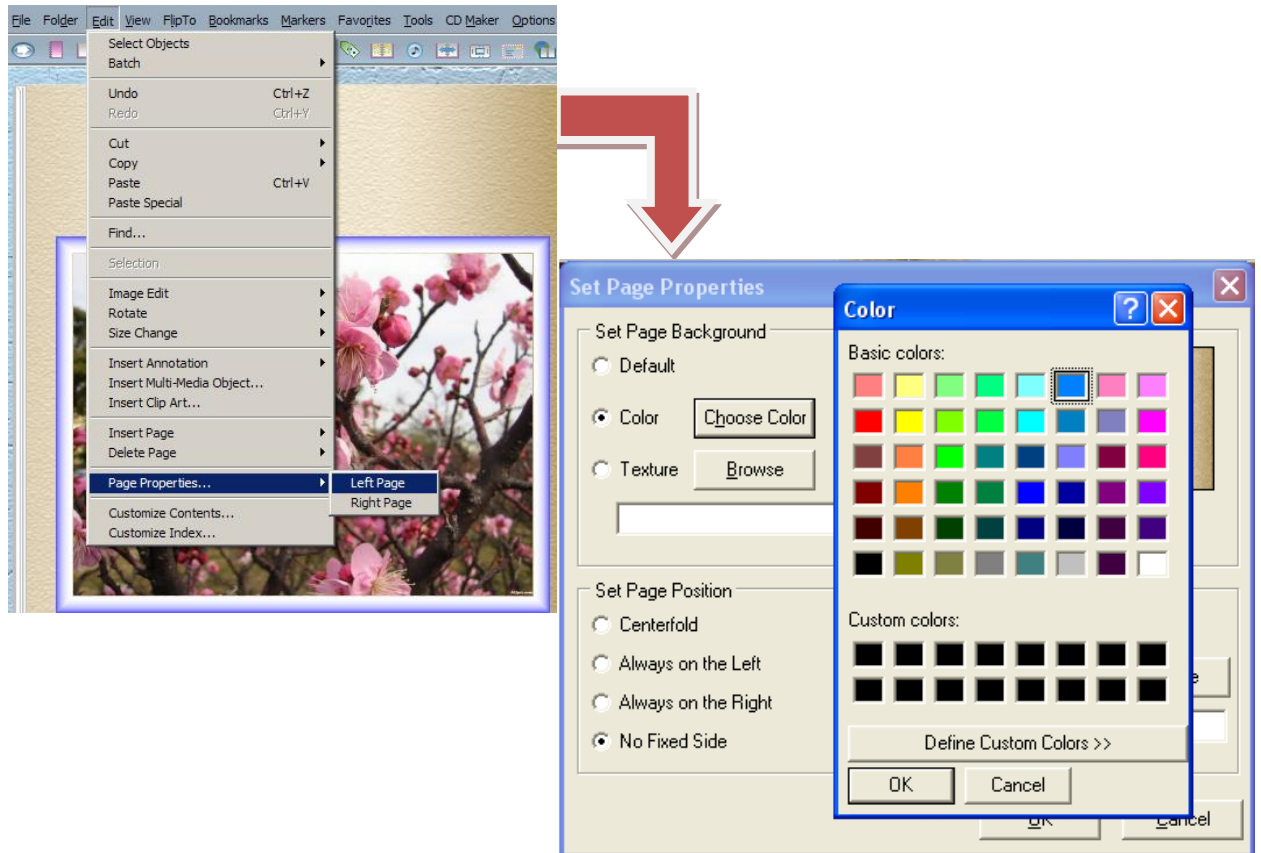 File Folder Edit View FlipTo Bookmarks Markers Favorites Tools CD Maker Options
Select Objects
Batch
Undo Ctrl+Z
Redo Ctrl+Y
Cut
Copy
Paste Ctrl+V
Paste Special
Find...
Selection
Image Edit
Rotate
Size Change
Insert Annotation
Insert Multi-Media Object...
Insert Clip Art...
Insert Page
Delete Page
Page Properties...
Left Page
Right Page
Customize Contents...
Customize Index...
Set Page Properties
Set Page Background
Default
Color Choose Color
Texture Browse
Set Page Position
Centerfold
Always on the Left
Always on the Right
No Fixed Side
Color
Basic colors:
Custom colors:
Define Custom Colors >>
OK Cancel
OK Cancel